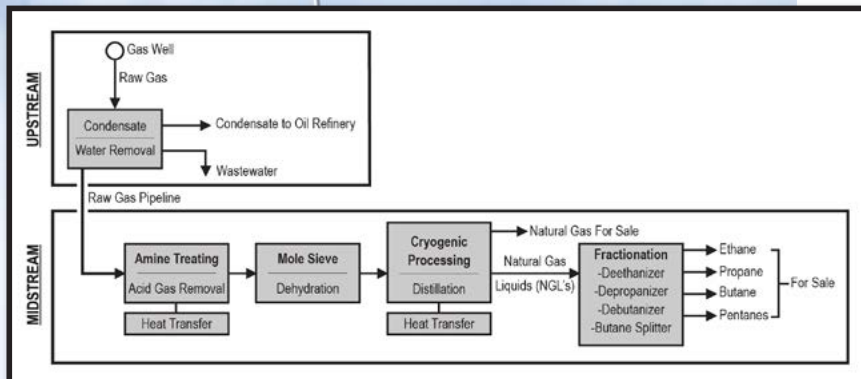 UPSTREAM
Gas Well
Raw Gas
Condensate
Water Removal
Condensate to Oil Refinery
Wastewater
Raw Gas Pipeline
MIDSTREAM
Amine Treating
Acid Gas Removal
Heat Transfer
Mole Sieve
Dehydration
Cryogenic
Processing
Distillation
Heat Transfer
Natural Gas For Sale
Natural Gas
Liquids (NGL's)
Fractionation
-Deethanizer
-Depropanizer
-Debutanizer
-Butane Splitter
Ethane
Propane
Butane
Pentanes
For Sale